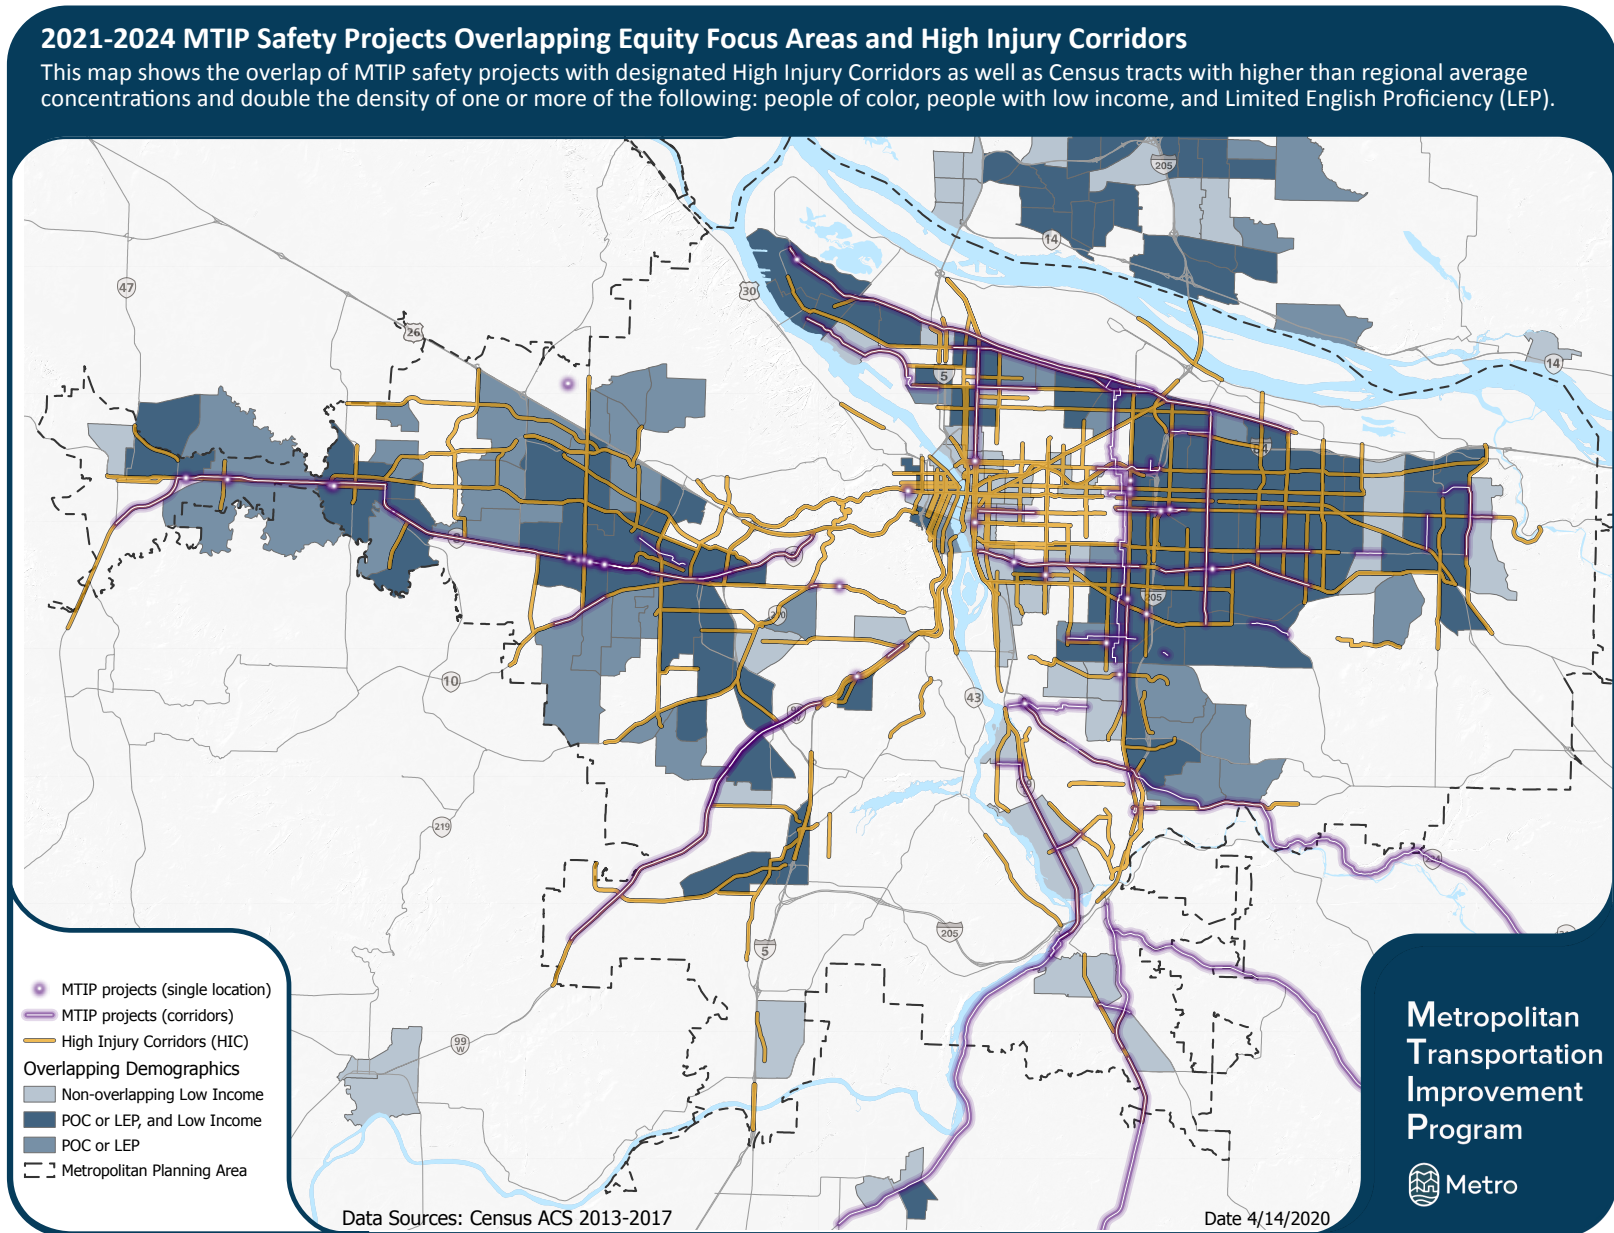 2021-2024 MTIP Safety Projects Overlapping Equity Focus Areas and High Injury Corridors
This map shows the overlap of MTIP safety projects with designated High Injury Corridors as well as Census tracts with higher than regional average
concentrations and double the density of one or more of the following: people of color, people with low income, and Limited English Proficiency (LEP).
205
14
47
30
26
14
5
84
205
10
43
219
205
5
99
W
MTIP projects (single location)
MTIP projects (corridors)
High Injury Corridors (HIC)
Overlapping Demographics
Non-overlapping Low Income
POC or LEP, and Low Income
POC or LEP
Metropolitan Planning Area
Data Sources: Census ACS 2013-2017
Date 4/14/2020
Metropolitan
Transportation
Improvement
Program
Metro